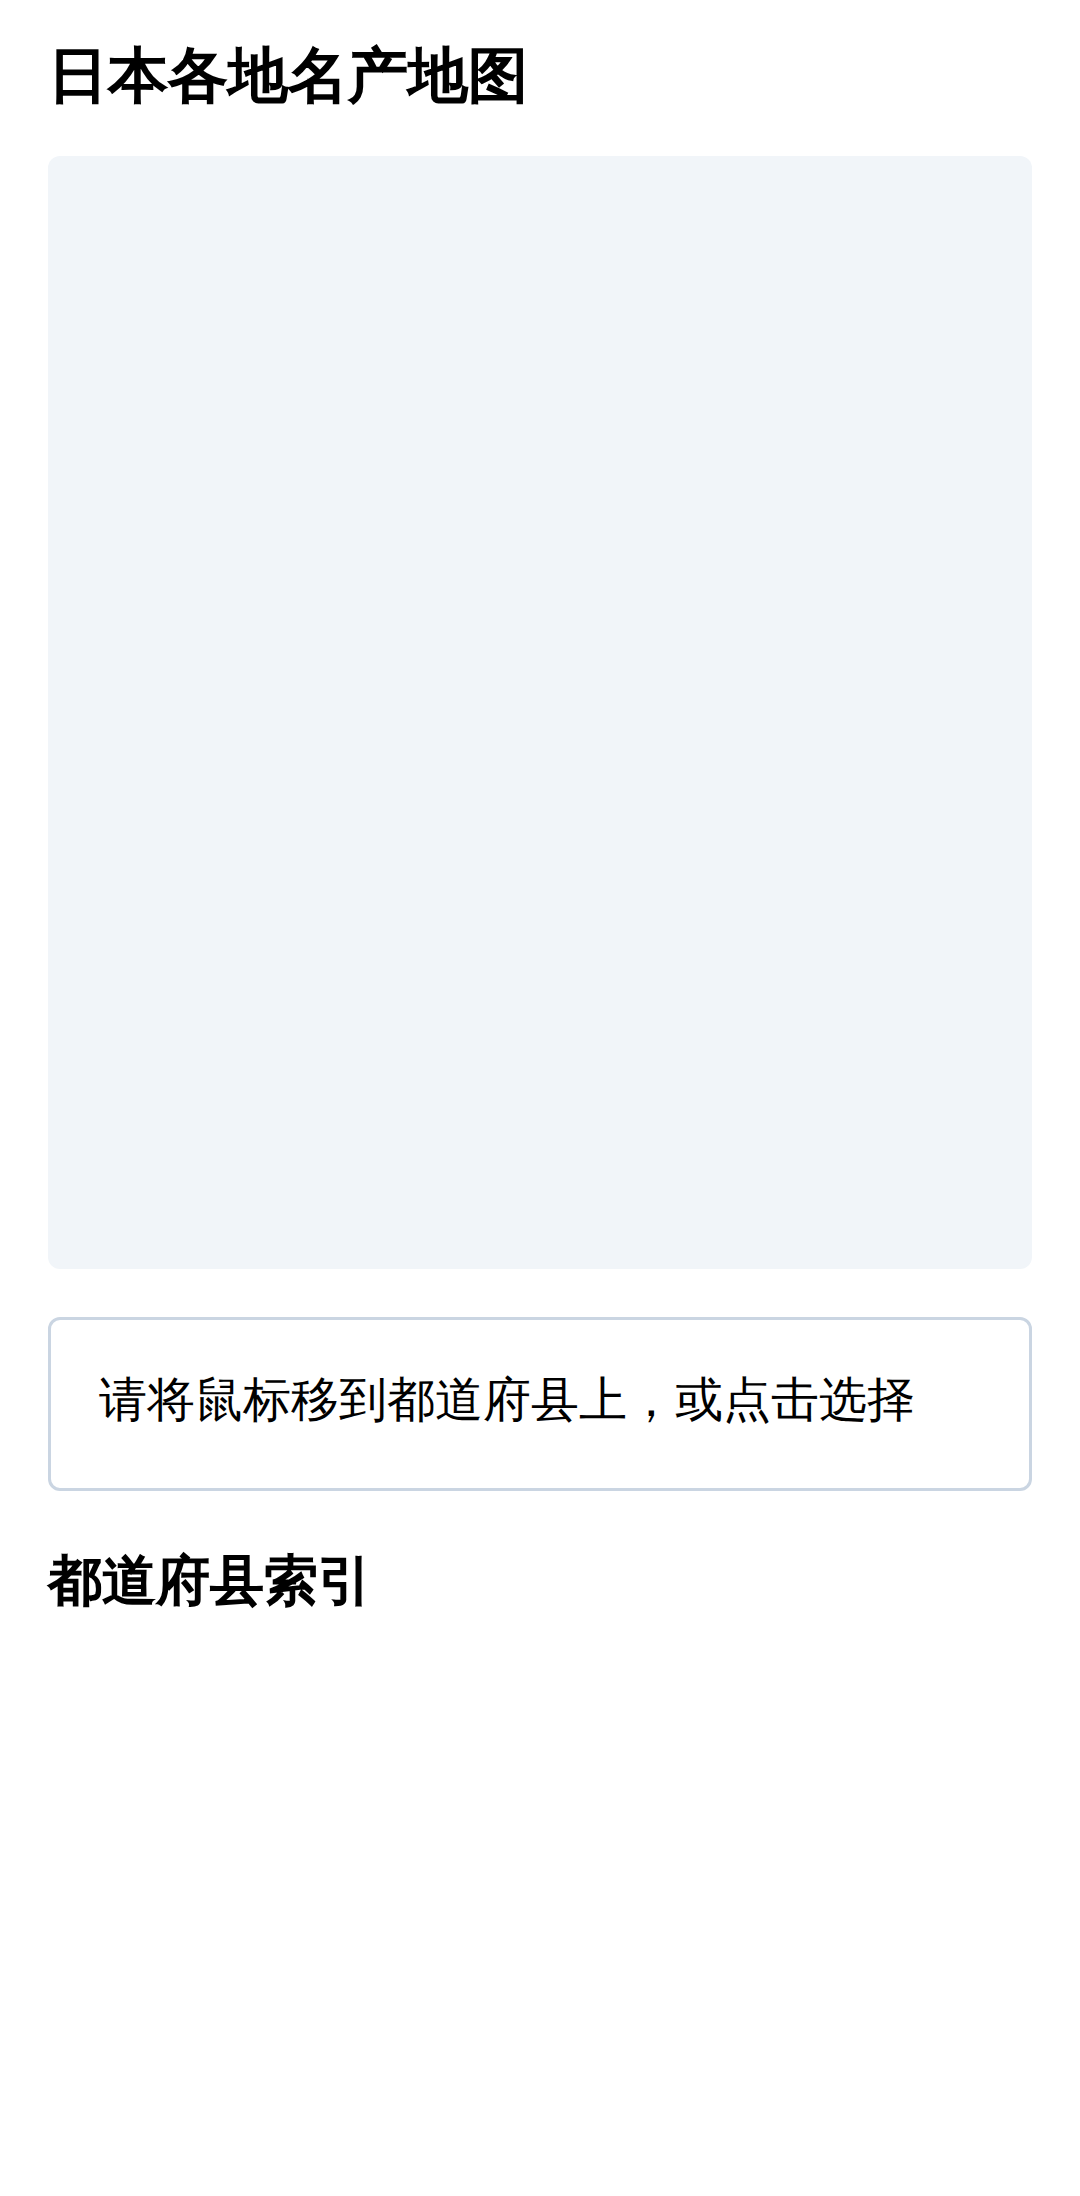 日本各地名产地图
请将鼠标移到都道府县上，或点击选择
都道府县索引